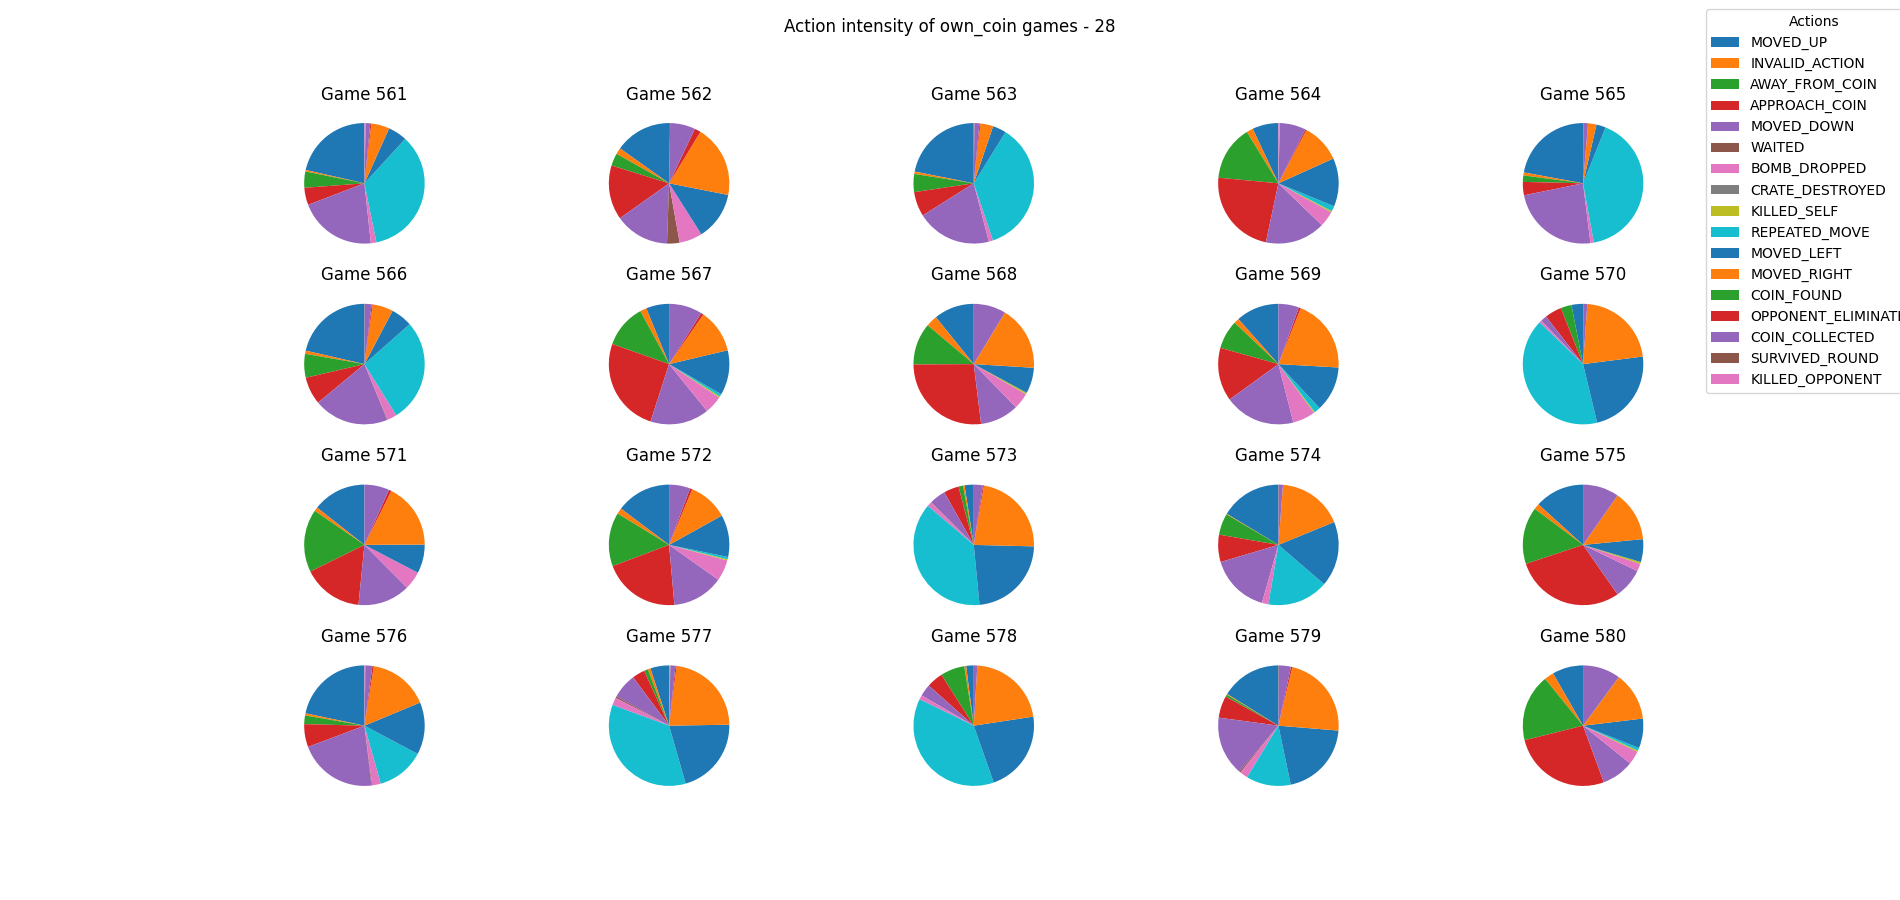 Action intensity of own_coin games - 28
Actions
MOVED_UP
INVALID_ACTION
AWAY_FROM_COIN
APPROACH_COIN
MOVED_DOWN
WAITED
BOMB_DROPPED
CRATE_DESTROYED
KILLED_SELF
REPEATED_MOVE
MOVED_LEFT
MOVED_RIGHT
COIN_FOUND
OPPONENT_ELIMINATE
COIN_COLLECTED
SURVIVED_ROUND
KILLED_OPPONENT
Game 561
Game 562
Game 563
Game 564
Game 565
Game 566
Game 567
Game 568
Game 569
Game 570
Game 571
Game 572
Game 573
Game 574
Game 575
Game 576
Game 577
Game 578
Game 579
Game 580